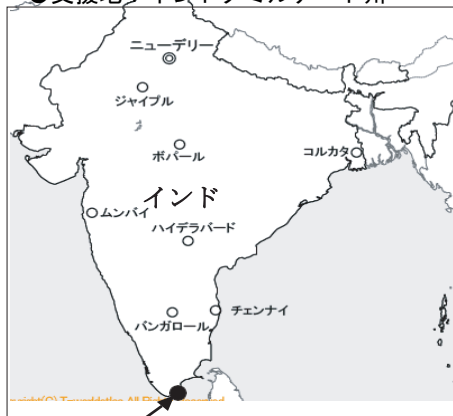 ニューデリー
ジャイプル
ボパール
コルカタ
インド
ムンバイ
ハイデラバード
バンガロール
チェンナイ
All